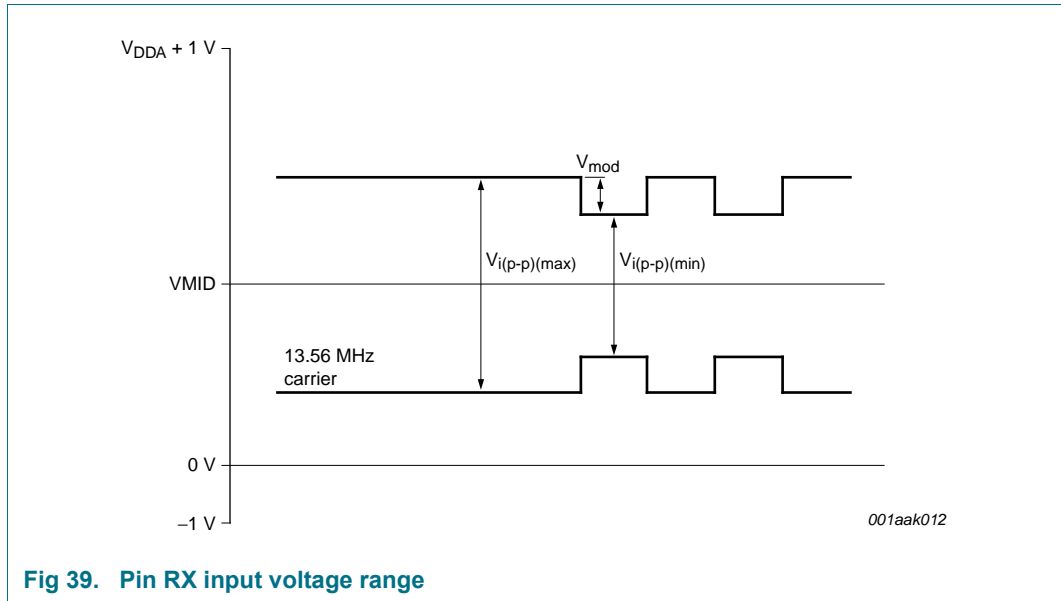 VDDA + 1 V
Vmod
Vi(p-p)(max)
Vi(p-p)(min)
VMID
13.56 MHz
carrier
0 V
−1 V
001aak012
Fig 39. Pin RX input voltage range